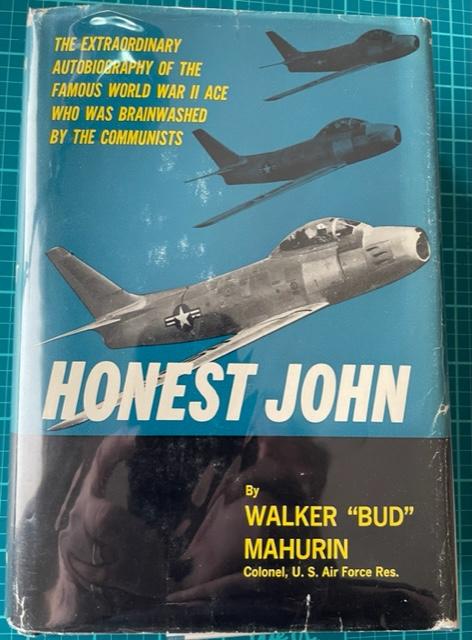 THE EXTRAORDINARY
AUTOBIOGRAPHY OF THE
FAMOUS WORLD WAR II ACE
WHO WAS BRAINWASHED
BY THE COMMUNISTS
HONEST JOHN
By
WALKER “BUD”
MAHURIN
Colonel, U. S. Air Force Res.